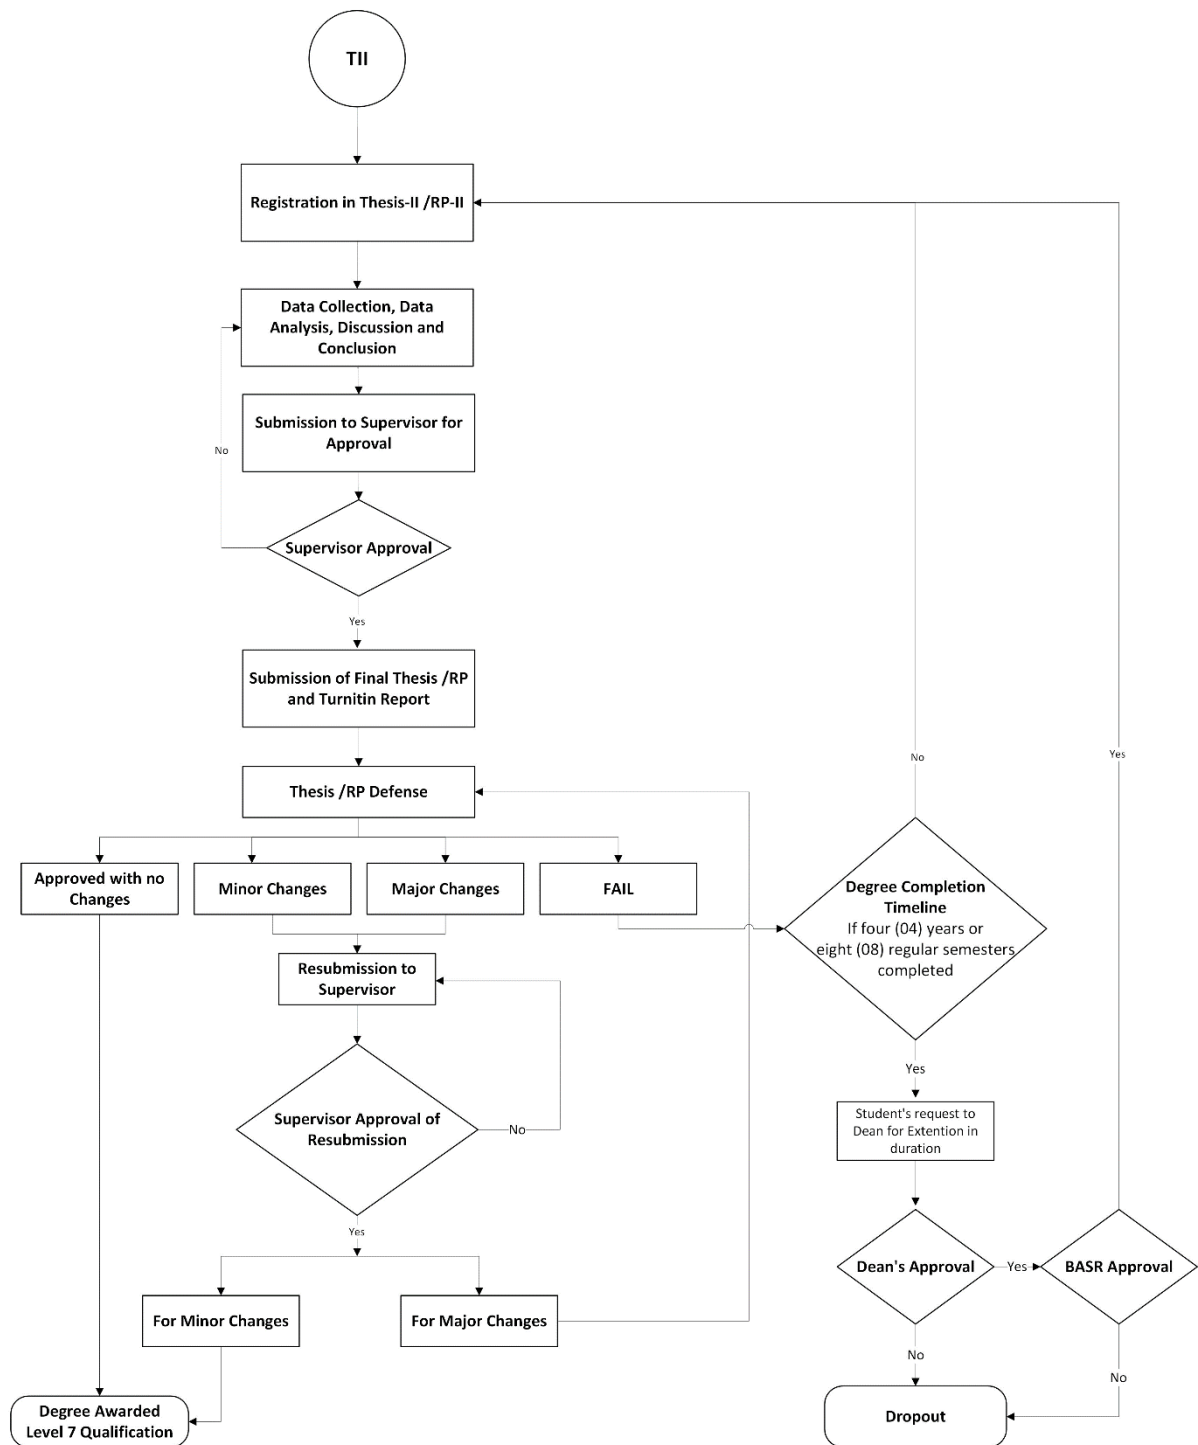 TII
Registration in Thesis-II /RP-II
Data Collection, Data
Analysis, Discussion and
Conclusion
Submission to Supervisor for
Approval
No
Supervisor Approval
Yes
Submission of Final Thesis /RP
and Turnitin Report
No
Yes
Thesis /RP Defense
Approved with no
Changes
Minor Changes
Major Changes
FAIL
Degree Completion
Timeline
If four (04) years or
eight (08) regular semesters
completed
Resubmission to
Supervisor
Yes
Supervisor Approval of
Resubmission
No
Student's request to
Dean for Extention in
duration
Yes
Dean's Approval
Yes
BASR Approval
For Minor Changes
For Major Changes
No
No
Degree Awarded
Level 7 Qualification
Dropout